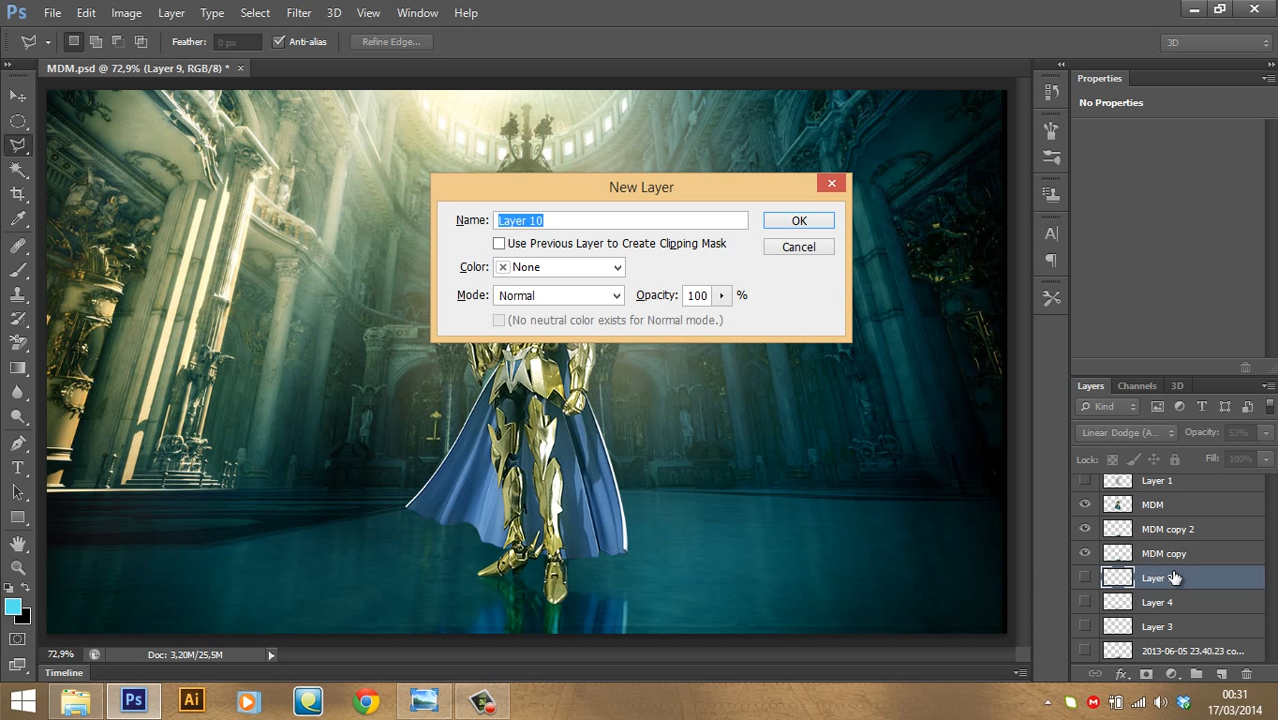 Ps File Edit Image Layer Type Select Filter 3D View Window Help
Feather: 0 px Anti-alias Refine Edge... 3D
MDM.psd @ 72,9% (Layer 9, RGB/8) * ×
Properties
No Properties
New Layer
Name: Layer 10 OK
Use Previous Layer to Create Clipping Mask
Cancel
Color: None
Mode: Normal Opacity: 100 %
(No neutral color exists for Normal mode.)
Layers Channels 3D
Kind
Linear Dodge (A... Opacity: 53%
Lock: Fill: 100%
Layer 1
MDM
MDM copy 2
MDM copy
Layer
Layer 4
Layer 3
2013-06-05 23.40.23 co...
72,9% Doc: 3,20M/25,5M
Timeline
Ps Ai
00:31
17/03/2014